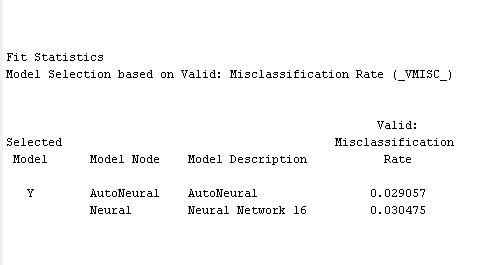 Fit Statistics
Model Selection based on Valid: Misclassification Rate (_VMISC_)
Valid:
Selected Misclassification
Model Model Node Model Description Rate
Y AutoNeural AutoNeural 0.029057
Neural Neural Network 16 0.030475